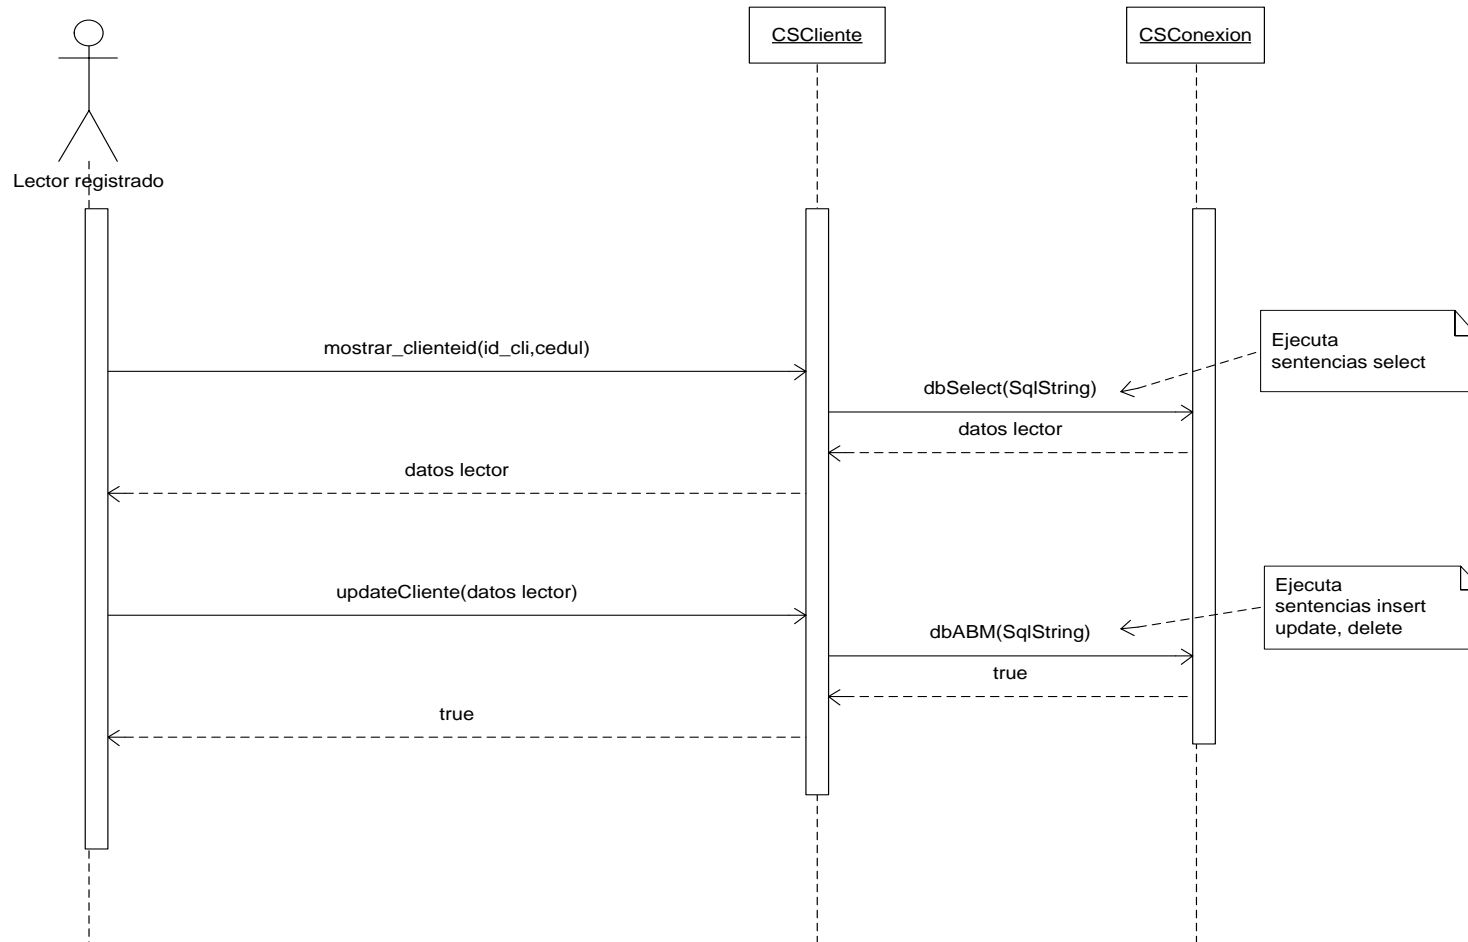 CSCliente
CSConexion
Lector registrado
mostrar_clienteid(id_cli,cedul)
Ejecuta
sentencias select
dbSelect(SqlString)
datos lector
datos lector
updateCliente(datos lector)
Ejecuta
sentencias insert
update, delete
dbABM(SqlString)
true
true